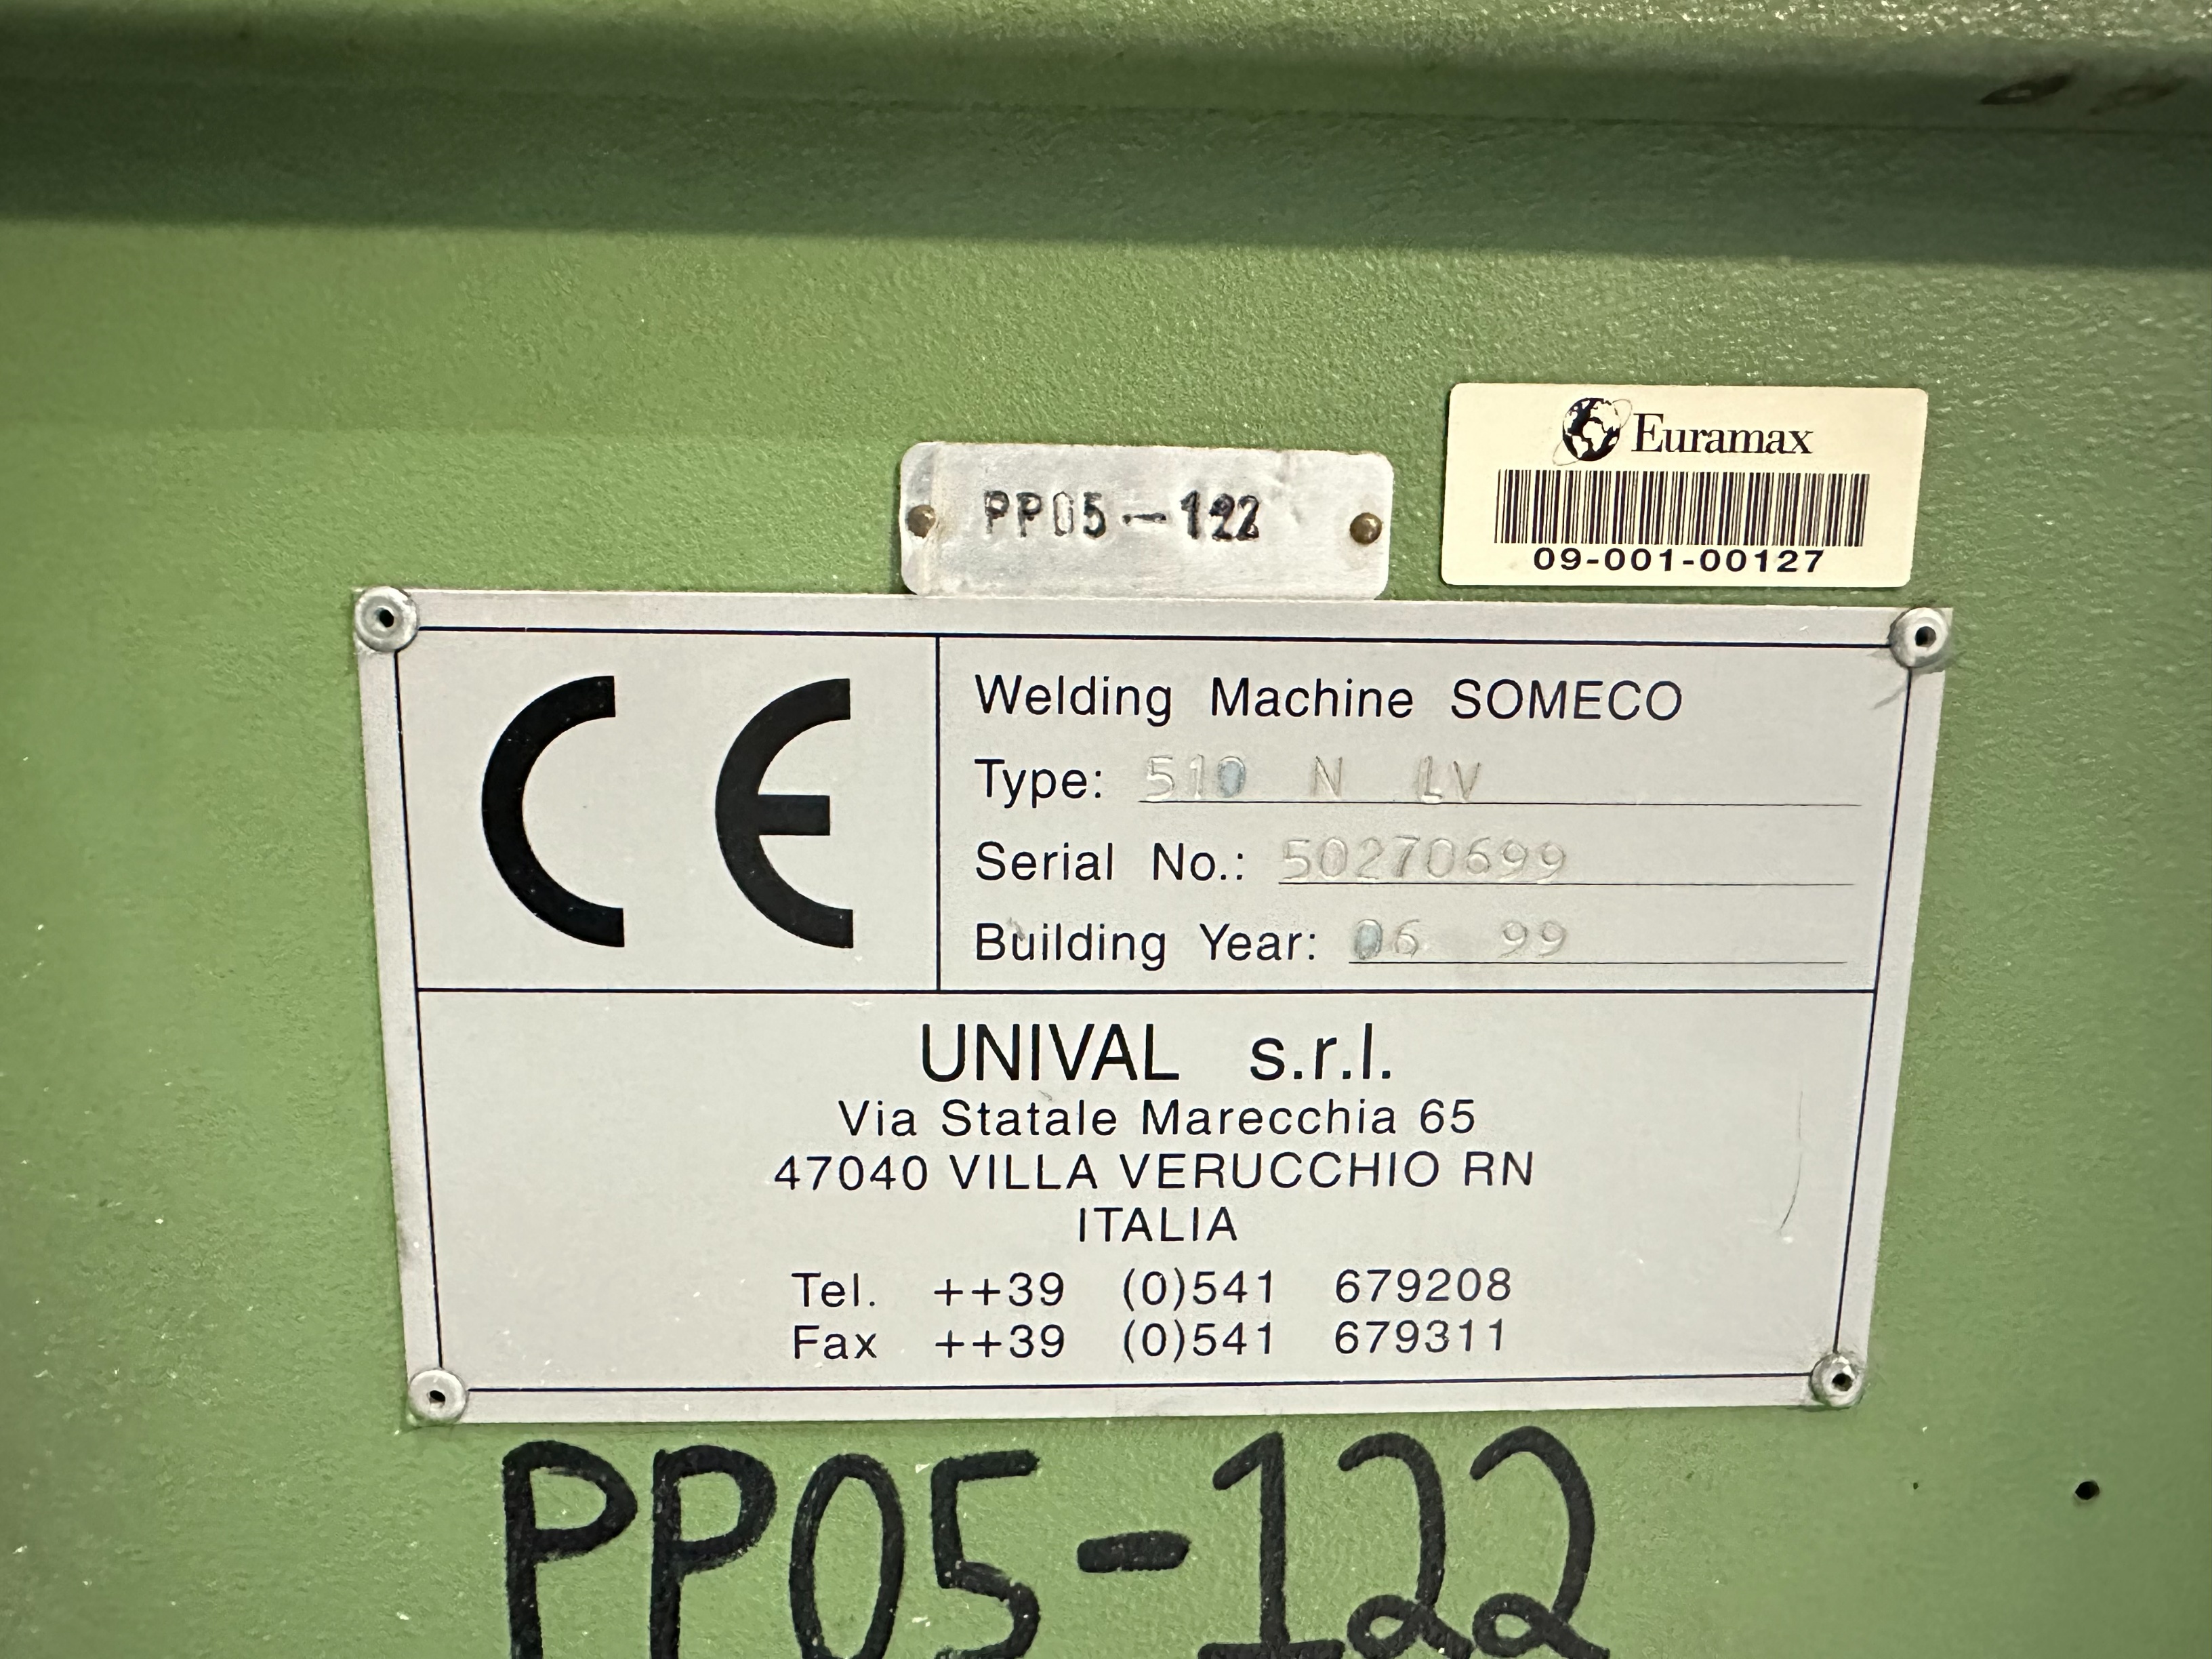 Euramax
09-001-00127
PP05-122
CE
Welding Machine SOMECO
Type: 510 N LV
Serial No.: 50270699
Building Year: 06 99
UNIVAL s.r.l.
Via Statale Marecchia 65
47040 VILLA VERUCCHIO RN
ITALIA
Tel. ++39 (0)541 679208
Fax ++39 (0)541 679311
PP05-122